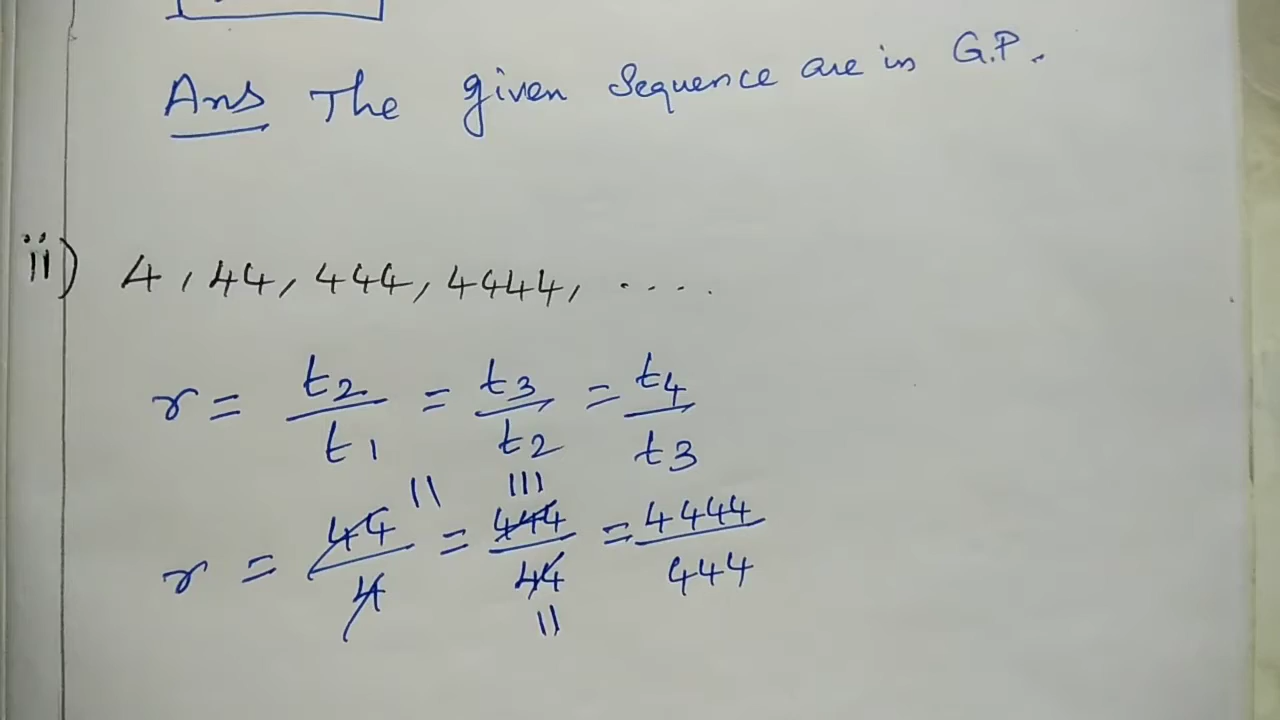 Ans The given Sequence are in G.P.
ii) 4, 44, 444, 4444, ....
r = t2/t1 = t3/t2 = t4/t3
11 111
r = 44/4 = 444/44 = 4444/444
11